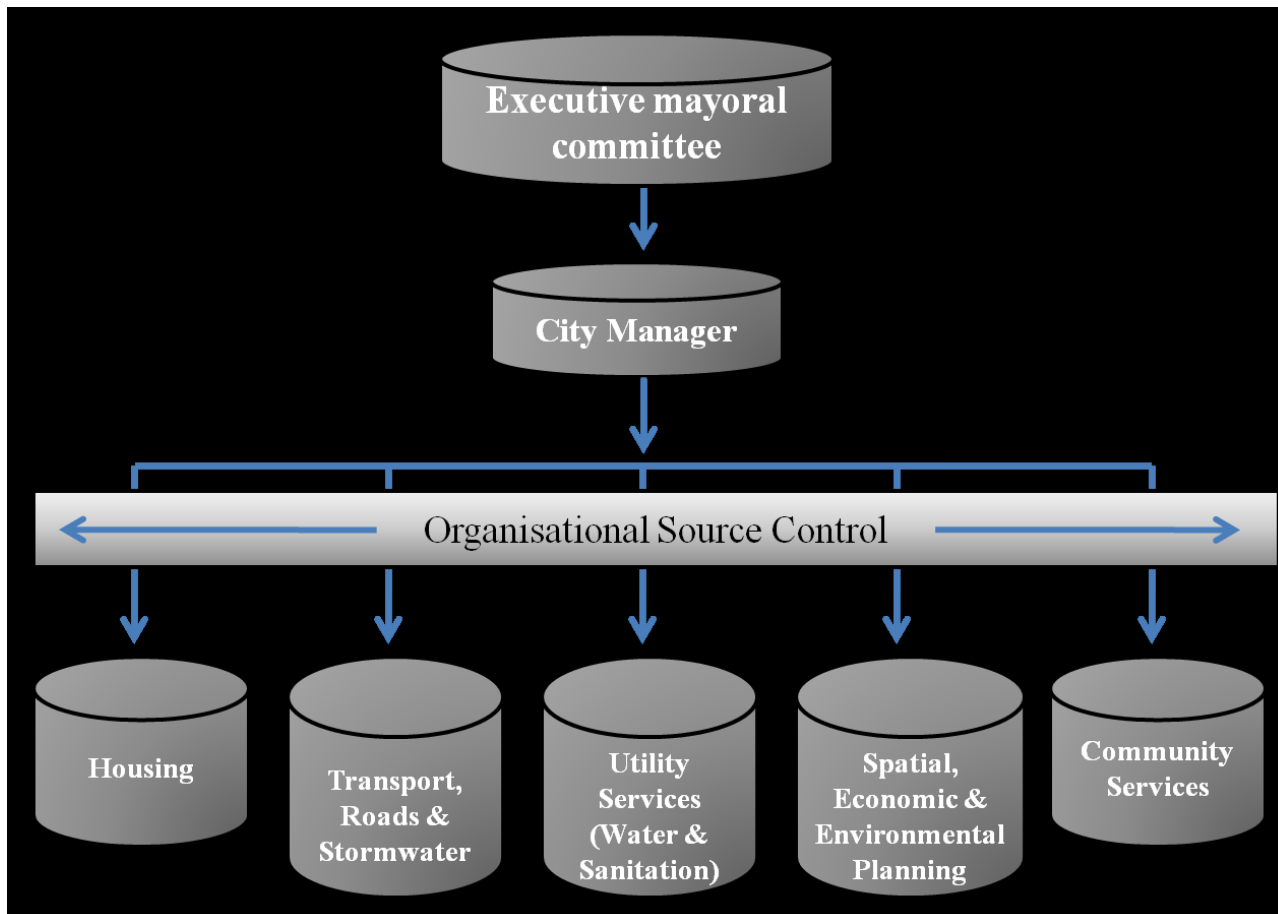 Executive mayoral
committee
City Manager
Organisational Source Control
Housing
Transport,
Roads &
Stormwater
Utility
Services
(Water &
Sanitation)
Spatial,
Economic &
Environmental
Planning
Community
Services